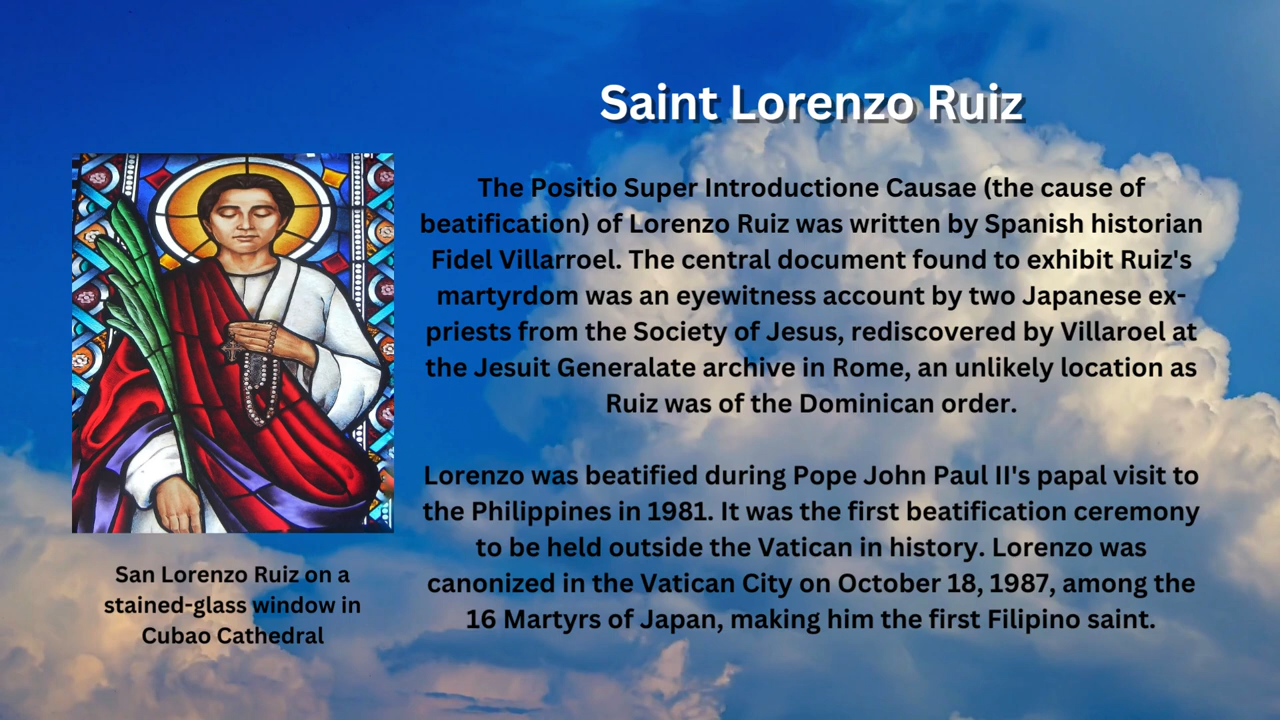 Saint Lorenzo Ruiz
The Positio Super Introductione Causae (the cause of
beatification) of Lorenzo Ruiz was written by Spanish historian
Fidel Villarroel. The central document found to exhibit Ruiz's
martyrdom was an eyewitness account by two Japanese ex-
priests from the Society of Jesus, rediscovered by Villaroel at
the Jesuit Generalate archive in Rome, an unlikely location as
Ruiz was of the Dominican order.
Lorenzo was beatified during Pope John Paul II's papal visit to
the Philippines in 1981. It was the first beatification ceremony
to be held outside the Vatican in history. Lorenzo was
canonized in the Vatican City on October 18, 1987, among the
16 Martyrs of Japan, making him the first Filipino saint.
San Lorenzo Ruiz on a
stained-glass window in
Cubao Cathedral